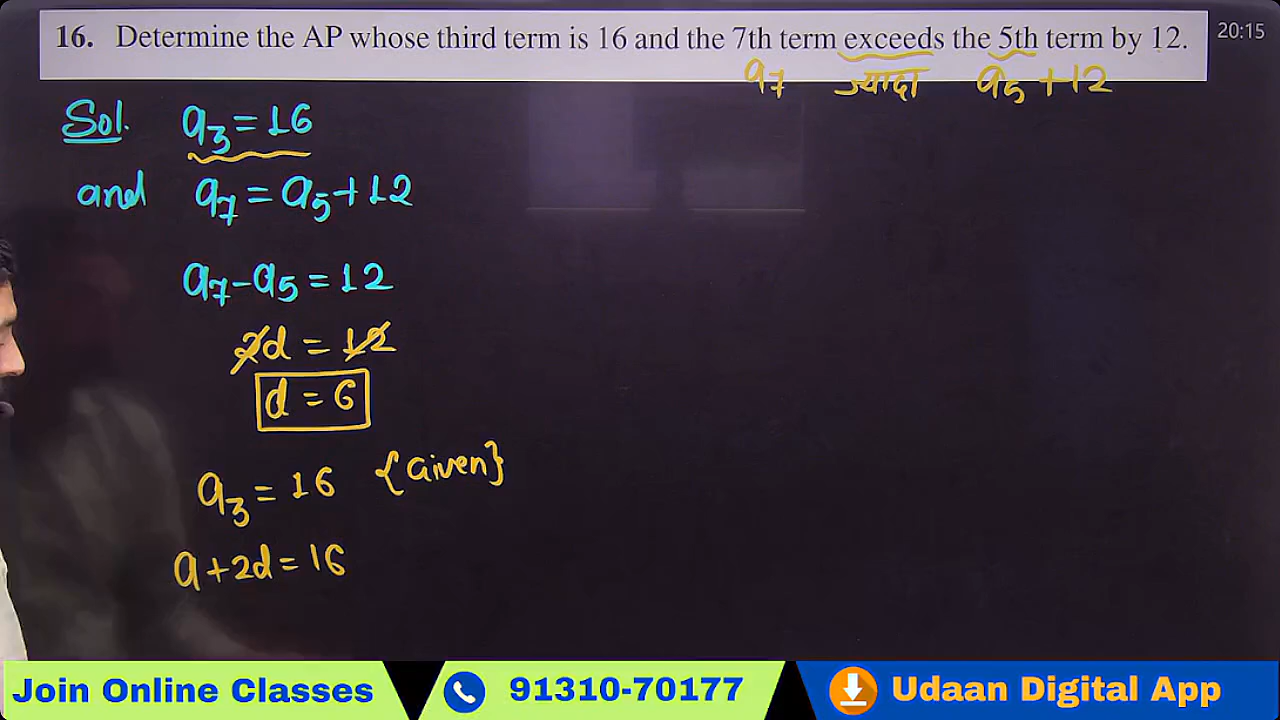 16. Determine the AP whose third term is 16 and the 7th term exceeds the 5th term by 12.
20:15
a₇ ज्यादा a₅ + 12
Sol. a₃ = 16
and a₇ = a₅ + 12
a₇ - a₅ = 12
2d = 12
d = 6
a₃ = 16 {Given}
a + 2d = 16
Join Online Classes
91310-70177
Udaan Digital App